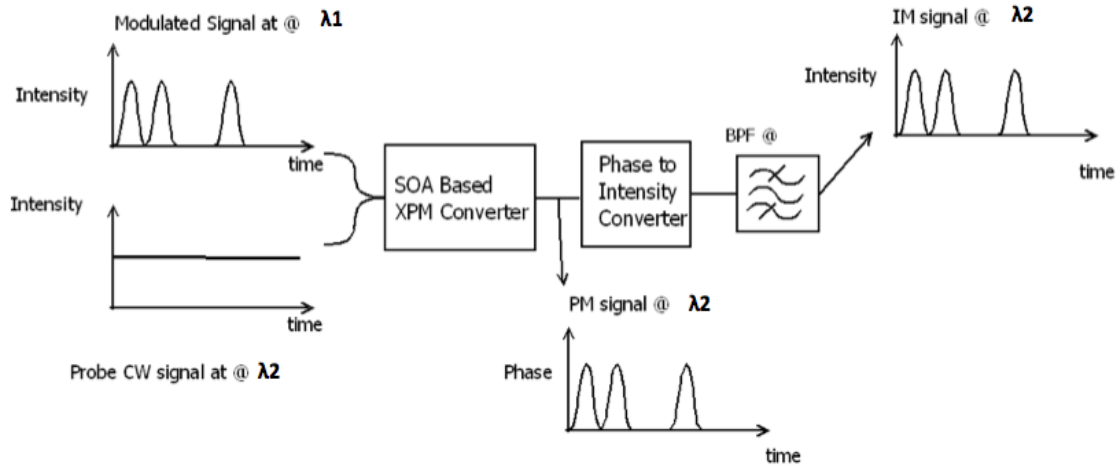 Modulated Signal at @ λ1
Intensity
time
Intensity
time
Probe CW signal at @ λ2
SOA Based
XPM Converter
Phase to
Intensity
Converter
BPF @
PM signal @ λ2
Phase
time
IM signal @ λ2
Intensity
time